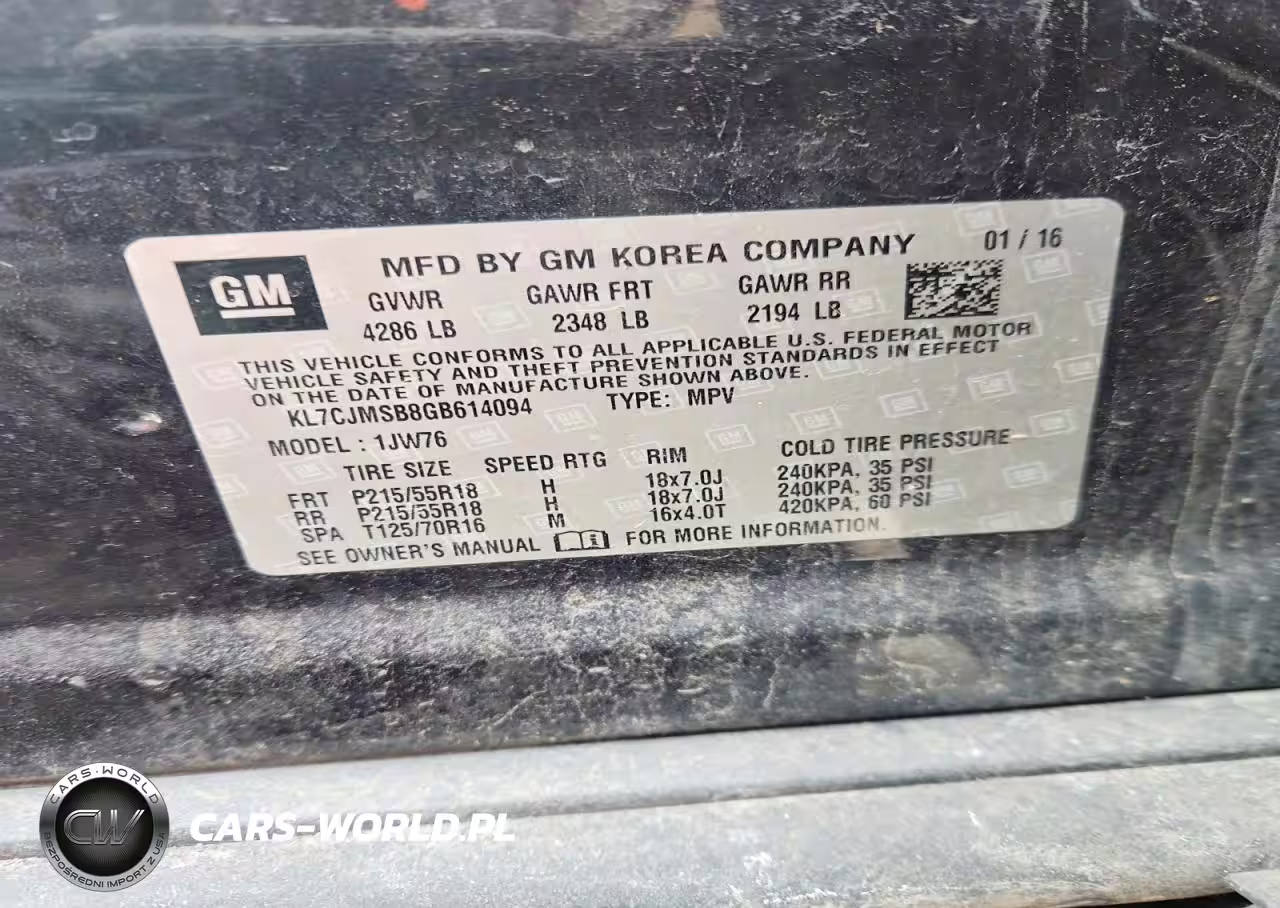 GM
MFD BY GM KOREA COMPANY 01 / 16
GVWR GAWR FRT GAWR RR
4286 LB 2348 LB 2194 LB
THIS VEHICLE CONFORMS TO ALL APPLICABLE U.S. FEDERAL MOTOR
VEHICLE SAFETY AND THEFT PREVENTION STANDARDS IN EFFECT
ON THE DATE OF MANUFACTURE SHOWN ABOVE.
KL7CJMSB8GB614094 TYPE: MPV
MODEL : 1JW76
TIRE SIZE SPEED RTG RIM COLD TIRE PRESSURE
FRT P215/55R18 H 18x7.0J 240KPA, 35 PSI
RR P215/55R18 H 18x7.0J 240KPA, 35 PSI
SPA T125/70R16 M 16x4.0T 420KPA, 60 PSI
SEE OWNER'S MANUAL FOR MORE INFORMATION.
CARS-WORLD
CW
BEZPOŚREDNI IMPORT Z USA
CARS-WORLD.PL